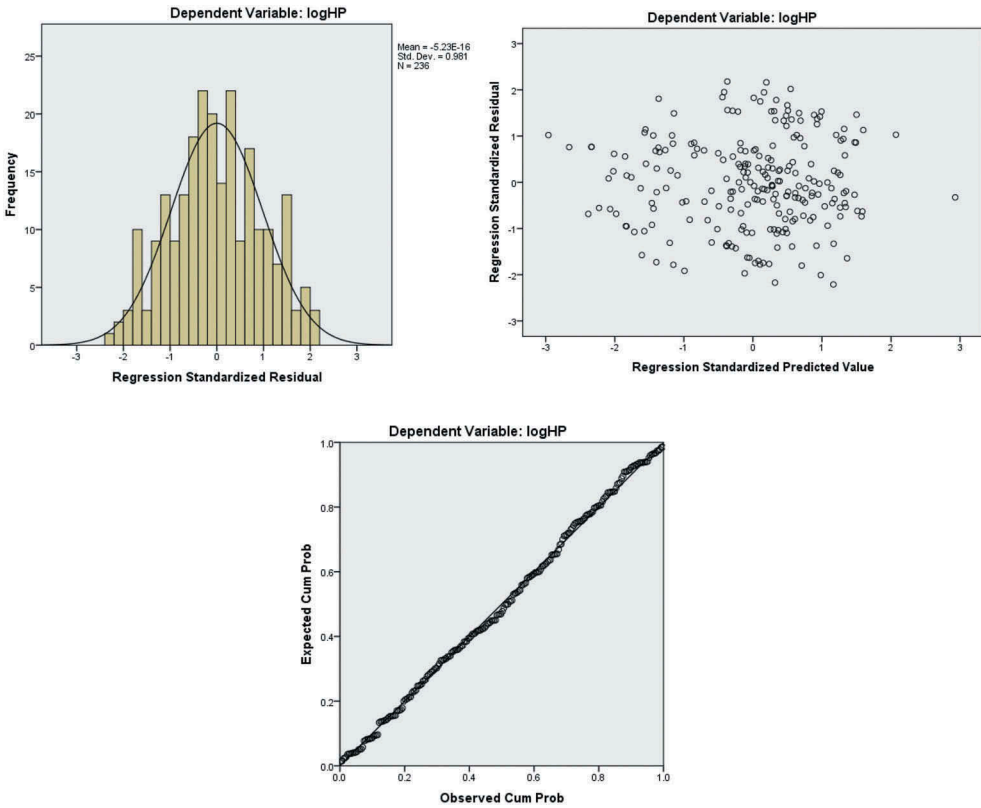 Dependent Variable: logHP
Mean = -5.23E-16
Std. Dev. = 0.981
N = 236
25
20
15
10
5
0
Frequency
-3 -2 -1 0 1 2 3
Regression Standardized Residual
Dependent Variable: logHP
3
2
1
0
-1
-2
-3
Regression Standardized Residual
-3 -2 -1 0 1 2 3
Regression Standardized Predicted Value
Dependent Variable: logHP
1.0
0.8
0.6
0.4
0.2
0.0
Expected Cum Prob
0.0 0.2 0.4 0.6 0.8 1.0
Observed Cum Prob